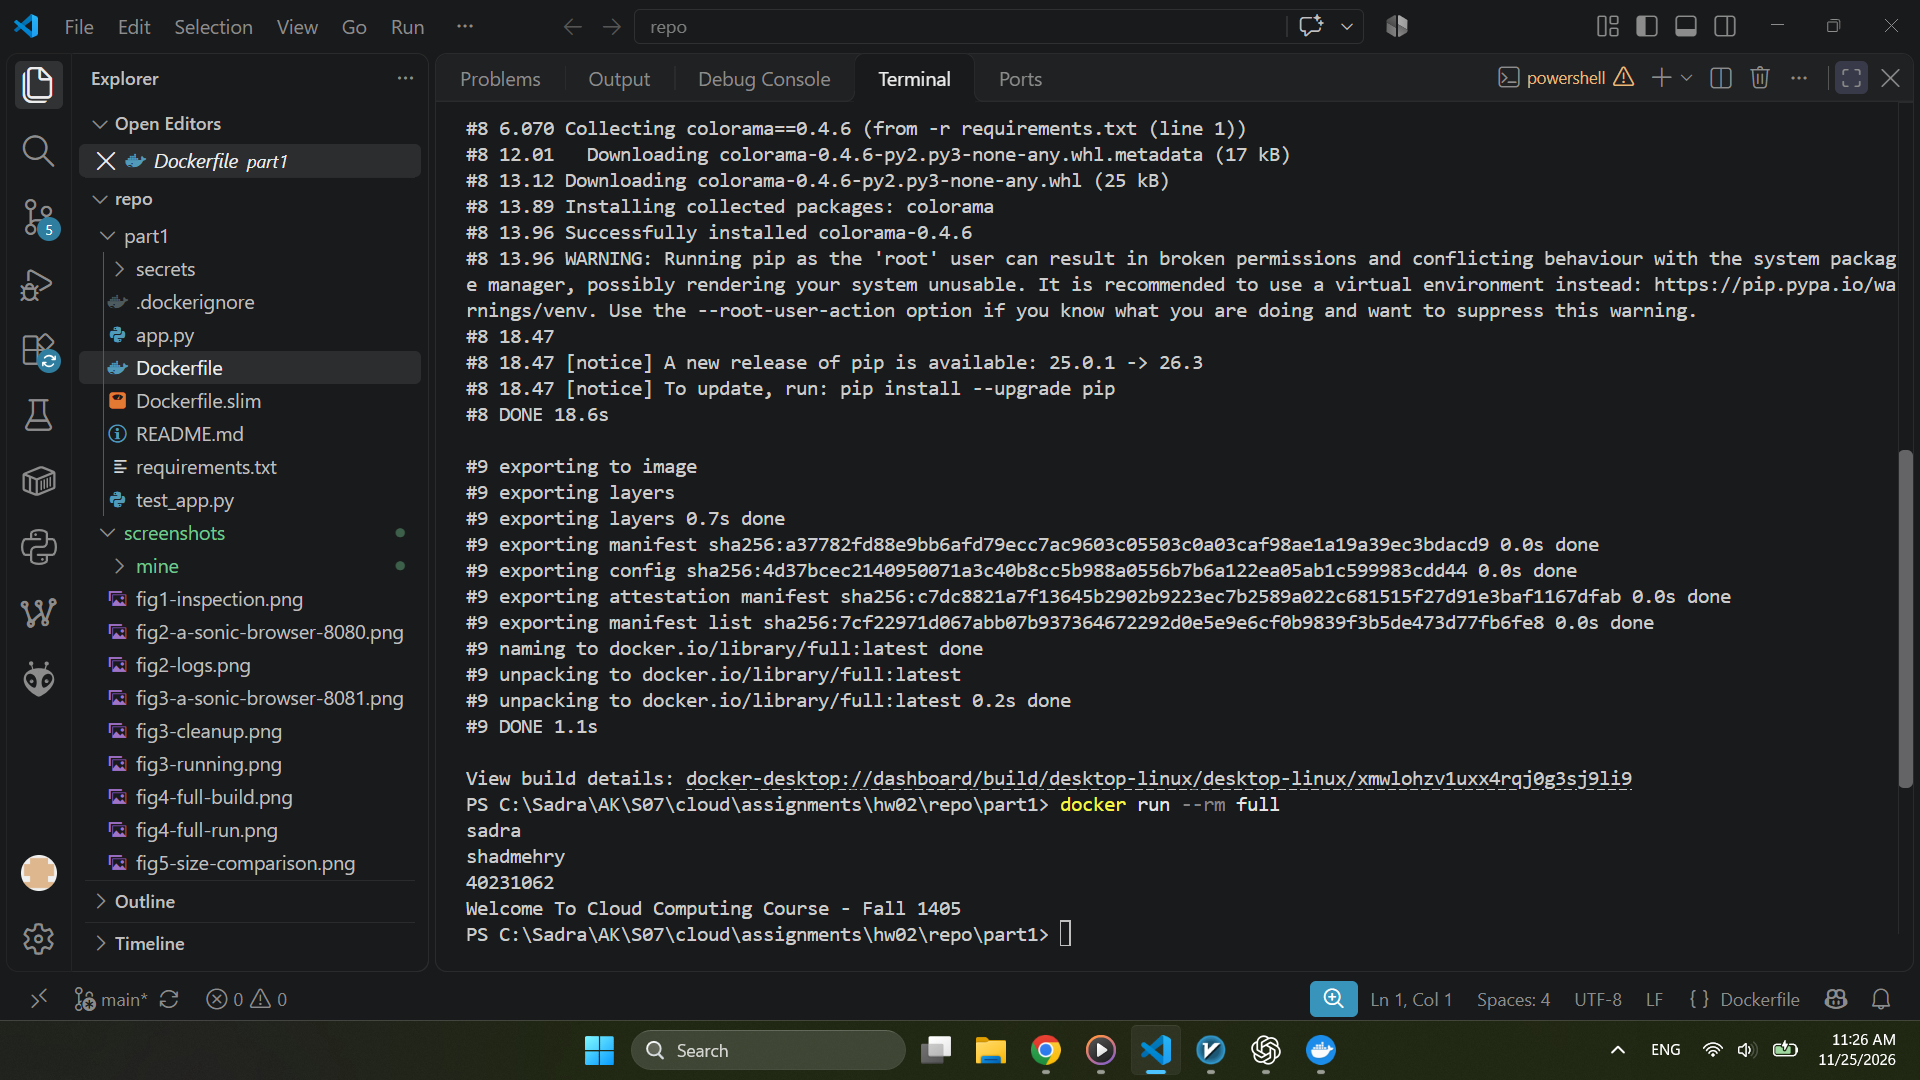 File Edit Selection View Go Run ···
repo
Explorer
Open Editors
Dockerfile part1
repo
part1
secrets
.dockerignore
app.py
Dockerfile
Dockerfile.slim
README.md
requirements.txt
test_app.py
screenshots
mine
fig1-inspection.png
fig2-a-sonic-browser-8080.png
fig2-logs.png
fig3-a-sonic-browser-8081.png
fig3-cleanup.png
fig3-running.png
fig4-full-build.png
fig4-full-run.png
fig5-size-comparison.png
Outline
Timeline
5
Problems Output Debug Console Terminal Ports
powershell
#8 6.070 Collecting colorama==0.4.6 (from -r requirements.txt (line 1))
#8 12.01   Downloading colorama-0.4.6-py2.py3-none-any.whl.metadata (17 kB)
#8 13.12 Downloading colorama-0.4.6-py2.py3-none-any.whl (25 kB)
#8 13.89 Installing collected packages: colorama
#8 13.96 Successfully installed colorama-0.4.6
#8 13.96 WARNING: Running pip as the 'root' user can result in broken permissions and conflicting behaviour with the system packag
e manager, possibly rendering your system unusable. It is recommended to use a virtual environment instead: https://pip.pypa.io/wa
rnings/venv. Use the --root-user-action option if you know what you are doing and want to suppress this warning.
#8 18.47
#8 18.47 [notice] A new release of pip is available: 25.0.1 -> 26.3
#8 18.47 [notice] To update, run: pip install --upgrade pip
#8 DONE 18.6s
#9 exporting to image
#9 exporting layers
#9 exporting layers 0.7s done
#9 exporting manifest sha256:a37782fd88e9bb6afd79ecc7ac9603c05503c0a03caf98ae1a19a39ec3bdacd9 0.0s done
#9 exporting config sha256:4d37bcec2140950071a3c40b8cc5b988a0556b7b6a122ea05ab1c599983cdd44 0.0s done
#9 exporting attestation manifest sha256:c7dc8821a7f13645b2902b9223ec7b2589a022c681515f27d91e3baf1167dfab 0.0s done
#9 exporting manifest list sha256:7cf22971d067abb07b937364672292d0e5e9e6cf0b9839f3b5de473d77fb6fe8 0.0s done
#9 naming to docker.io/library/full:latest done
#9 unpacking to docker.io/library/full:latest
#9 unpacking to docker.io/library/full:latest 0.2s done
#9 DONE 1.1s
View build details: docker-desktop://dashboard/build/desktop-linux/desktop-linux/xmwlohzv1uxx4rqj0g3sj9li9
PS C:\Sadra\AK\S07\cloud\assignments\hw02\repo\part1> docker run --rm full
sadra
shadmehry
40231062
Welcome To Cloud Computing Course - Fall 1405
PS C:\Sadra\AK\S07\cloud\assignments\hw02\repo\part1>
main* 0 0 Ln 1, Col 1 Spaces: 4 UTF-8 LF { } Dockerfile
Search
ENG
11:26 AM
11/25/2026